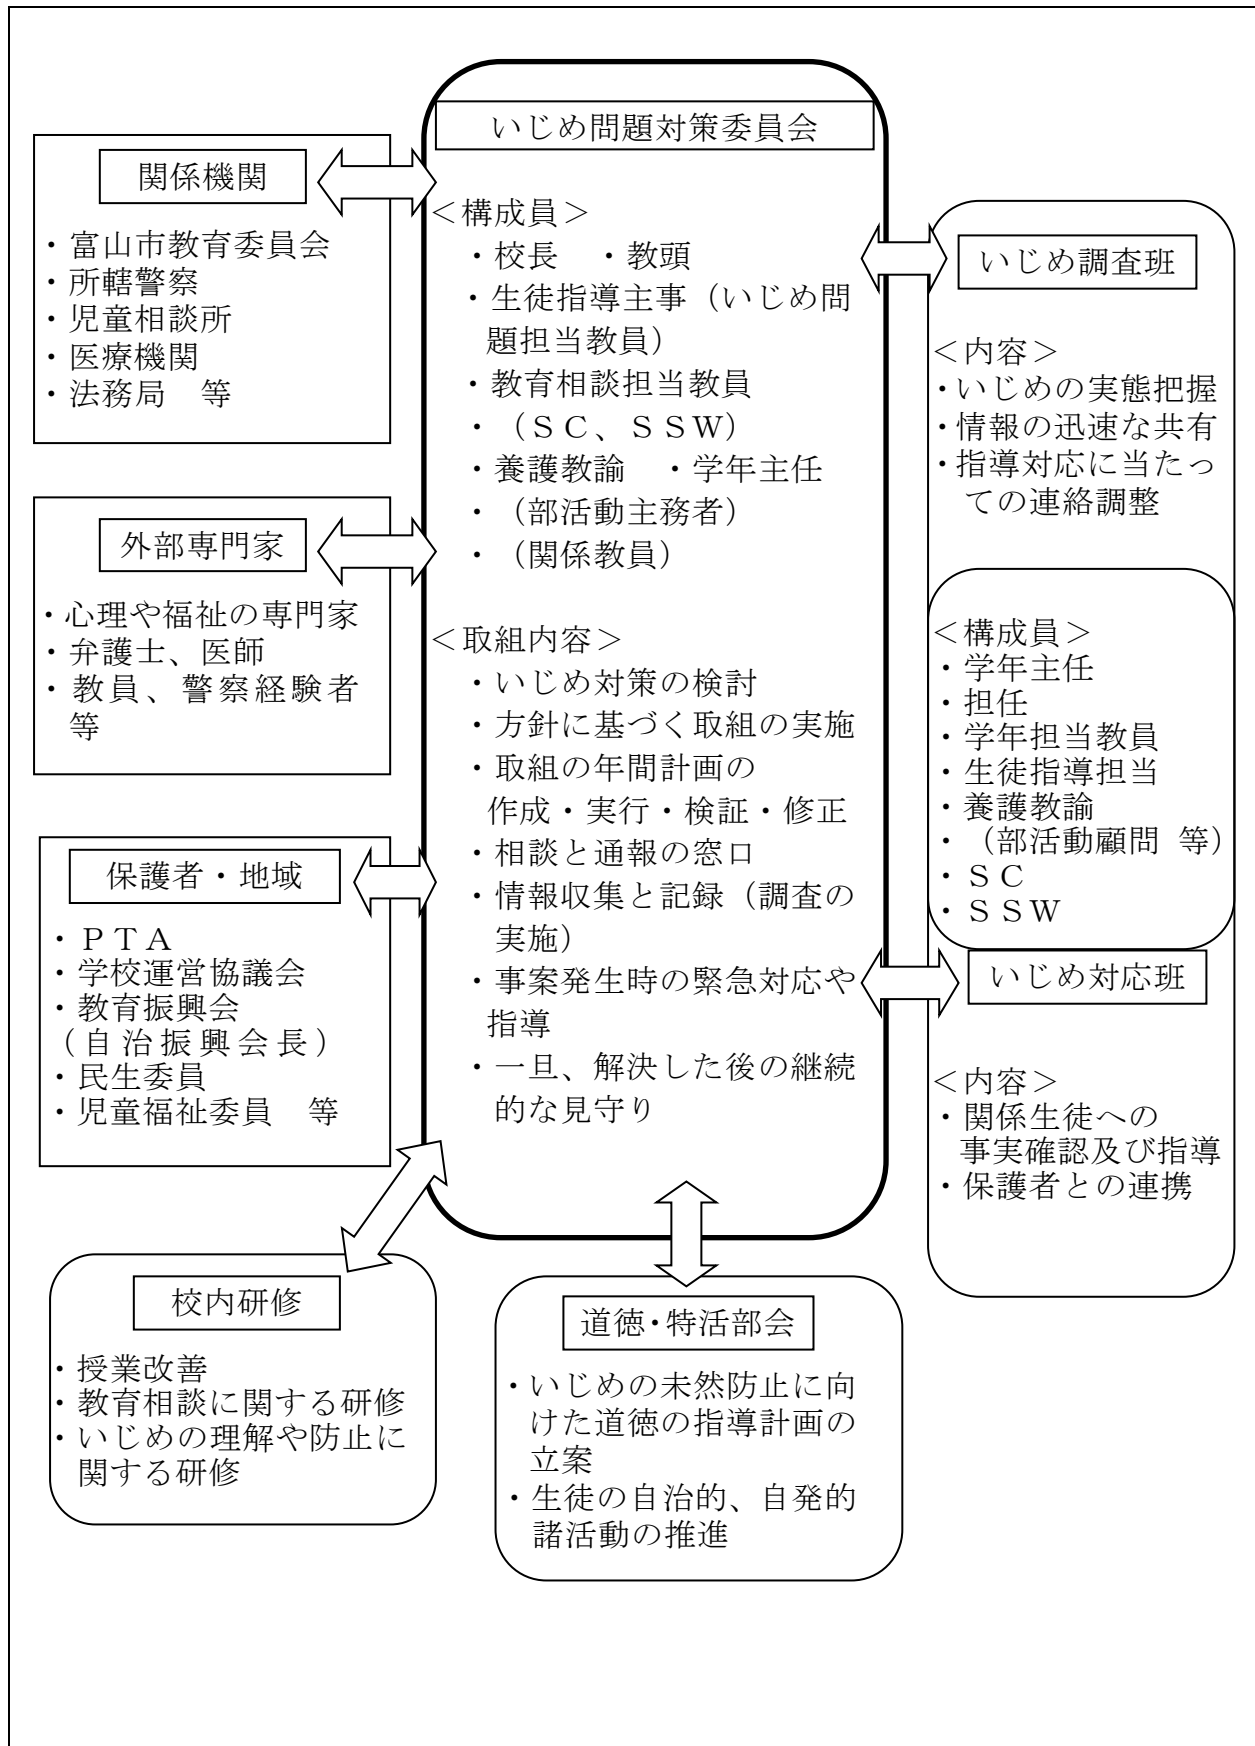 いじめ問題対策委員会
＜構成員＞
・校長　・教頭
・生徒指導主事（いじめ問
題担当教員）
・教育相談担当教員
・（ＳＣ、ＳＳＷ）
・養護教諭　・学年主任
・（部活動主務者）
・（関係教員）
＜取組内容＞
・いじめ対策の検討
・方針に基づく取組の実施
・取組の年間計画の
作成・実行・検証・修正
・相談と通報の窓口
・情報収集と記録（調査の
実施）
・事案発生時の緊急対応や
指導
・一旦、解決した後の継続
的な見守り
関係機関
・富山市教育委員会
・所轄警察
・児童相談所
・医療機関
・法務局　等
外部専門家
・心理や福祉の専門家
・弁護士、医師
・教員、警察経験者
等
保護者・地域
・ＰＴＡ
・学校運営協議会
・教育振興会
（自治振興会長）
・民生委員
・児童福祉委員　等
いじめ調査班
＜内容＞
・いじめの実態把握
・情報の迅速な共有
・指導対応に当たっ
ての連絡調整
＜構成員＞
・学年主任
・担任
・学年担当教員
・生徒指導担当
・養護教諭
・（部活動顧問 等）
・ＳＣ
・ＳＳＷ
いじめ対応班
＜内容＞
・関係生徒への
事実確認及び指導
・保護者との連携
校内研修
・授業改善
・教育相談に関する研修
・いじめの理解や防止に
関する研修
道徳・特活部会
・いじめの未然防止に向
けた道徳の指導計画の
立案
・生徒の自治的、自発的
諸活動の推進